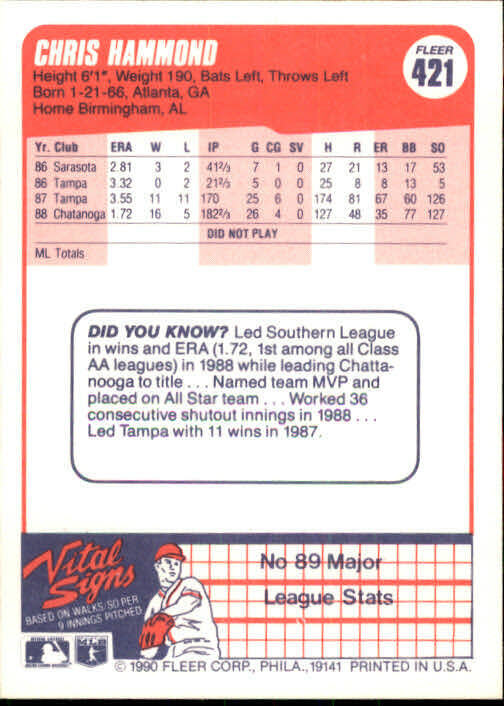 CHRIS HAMMOND
FLEER
421
Height 6'1", Weight 190, Bats Left, Throws Left
Born 1-21-66, Atlanta, GA
Home Birmingham, AL
Yr. Club ERA W L IP G CG SV H R ER BB SO
86 Sarasota 2.81 3 2 41 2/3 7 1 0 27 21 13 17 53
86 Tampa 3.32 0 2 21 2/3 5 0 0 25 8 8 13 5
87 Tampa 3.55 11 11 170 25 6 0 174 81 67 60 126
88 Chatanoga 1.72 16 5 182 2/3 26 4 0 127 48 35 77 127
DID NOT PLAY
ML Totals
DID YOU KNOW? Led Southern League
in wins and ERA (1.72, 1st among all Class
AA leagues) in 1988 while leading Chatta-
nooga to title . . . Named team MVP and
placed on All Star team . . . Worked 36
consecutive shutout innings in 1988 . . .
Led Tampa with 11 wins in 1987.
Vital
Signs
BASED ON WALKS/SO PER
9 INNINGS PITCHED
No 89 Major
League Stats
© 1990 FLEER CORP., PHILA., 19141 PRINTED IN U.S.A.